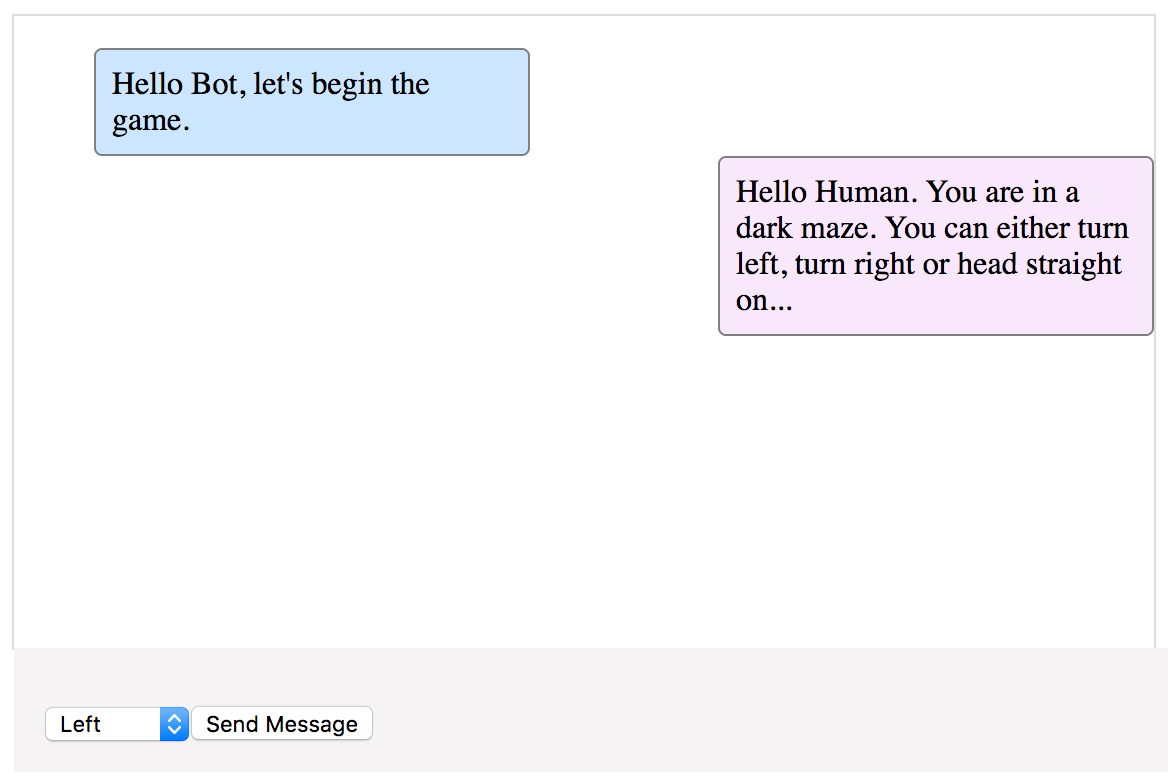 Hello Bot, let's begin the
game.
Hello Human. You are in a
dark maze. You can either turn
left, turn right or head straight
on...
Left
Send Message